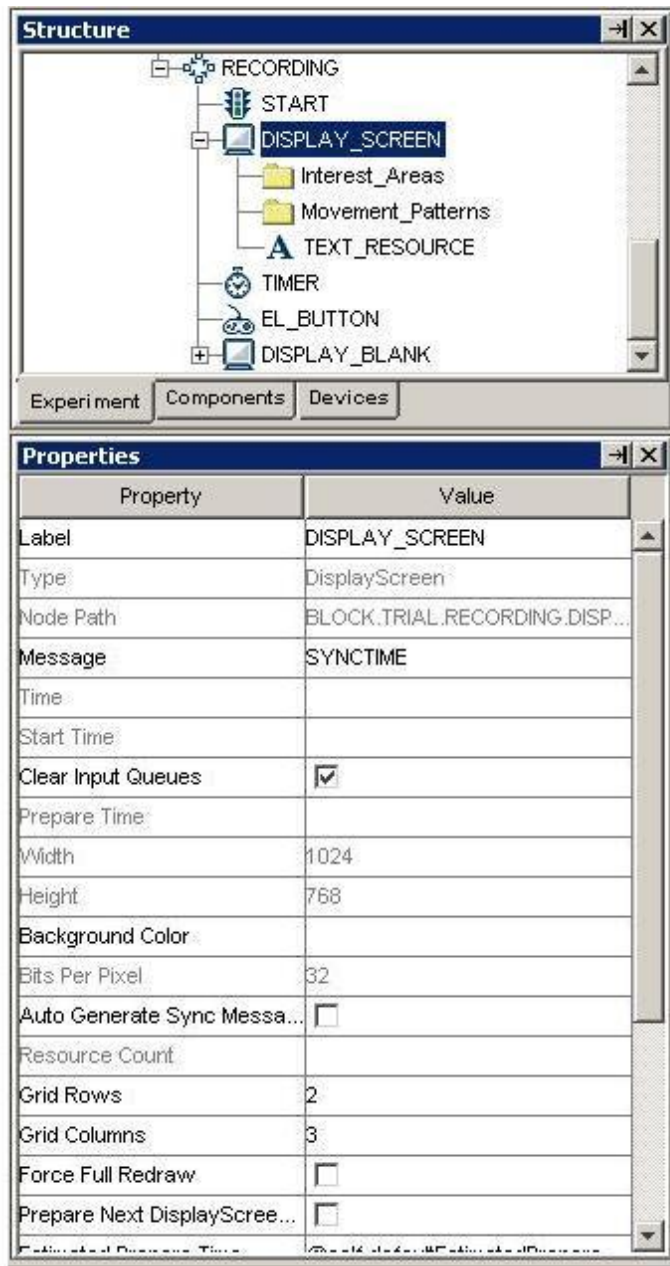 Structure
RECORDING
START
DISPLAY_SCREEN
Interest_Areas
Movement_Patterns
A TEXT_RESOURCE
TIMER
EL_BUTTON
DISPLAY_BLANK
Experiment Components Devices
Properties
Property Value
Label DISPLAY_SCREEN
Type DisplayScreen
Node Path BLOCK.TRIAL.RECORDING.DISP...
Message SYNCTIME
Time
Start Time
Clear Input Queues
Prepare Time
Width 1024
Height 768
Background Color
Bits Per Pixel 32
Auto Generate Sync Messa...
Resource Count
Grid Rows 2
Grid Columns 3
Force Full Redraw
Prepare Next DisplayScree...